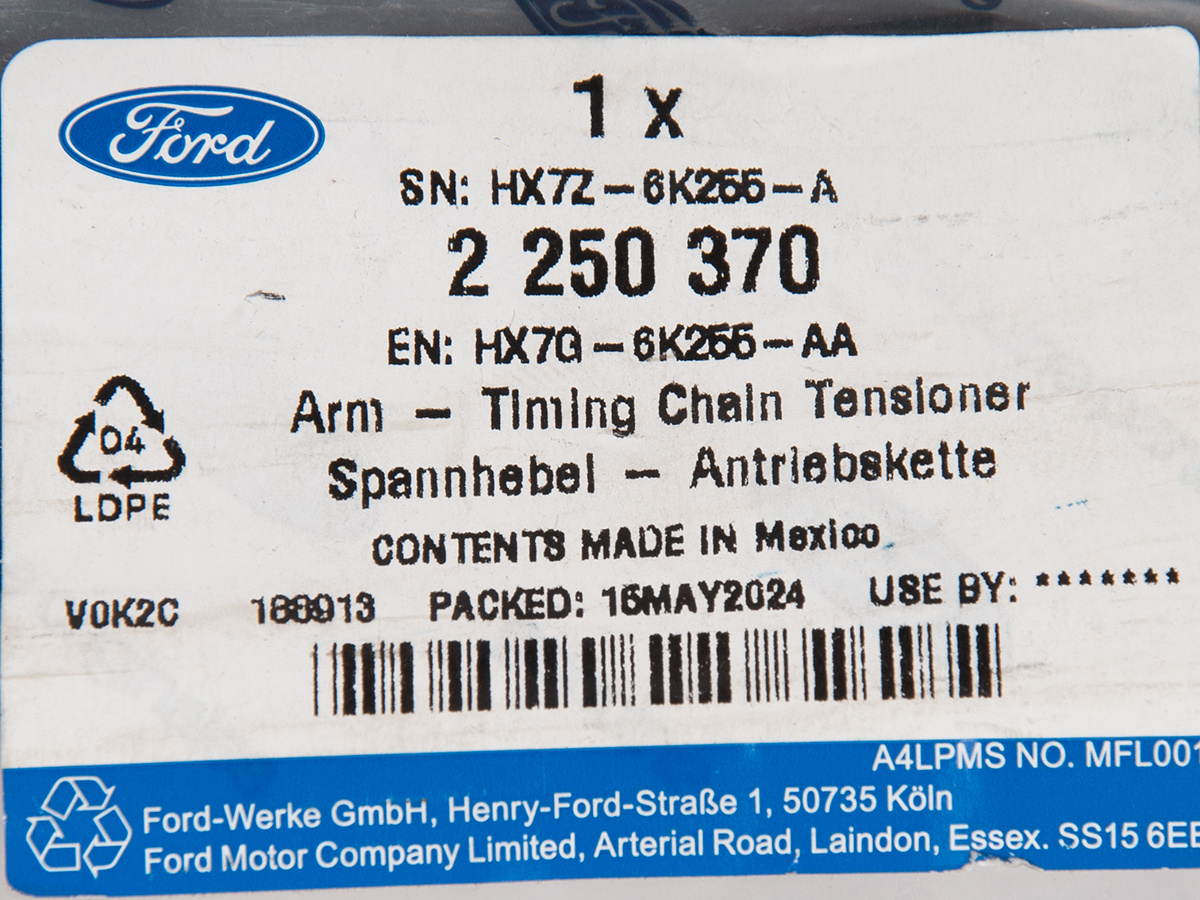 Ford
1 x
SN: HX7Z-6K255-A
2 250 370
EN: HX7G-6K255-AA
Arm - Timing Chain Tensioner
Spannhebel - Antriebskette
04
LDPE
CONTENTS MADE IN Mexico
V0K2C PACKED: 15MAY2024 USE BY: *******
A4LPMS NO. MFL001
Ford-Werke GmbH, Henry-Ford-Straße 1, 50735 Köln
Ford Motor Company Limited, Arterial Road, Laindon, Essex. SS15 6EE